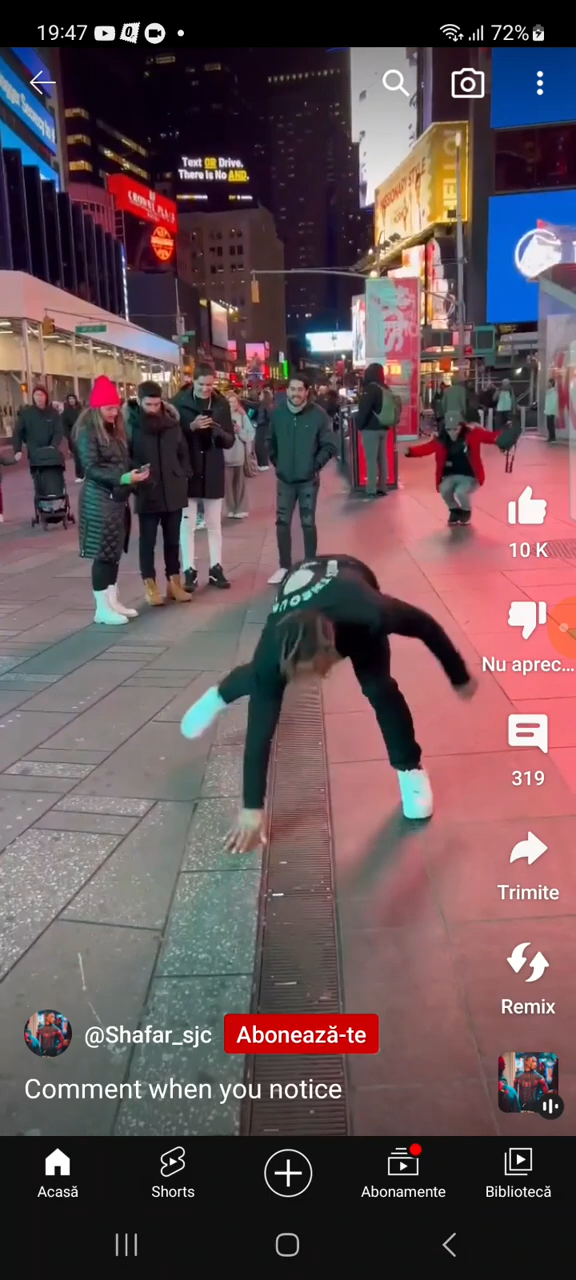 19:47
72%
Text OR Drive.
There is No AND.
10 K
Nu aprec...
319
Trimite
Remix
@Shafar_sjc
Abonează-te
Comment when you notice
Acasă
Shorts
Abonamente
Bibliotecă